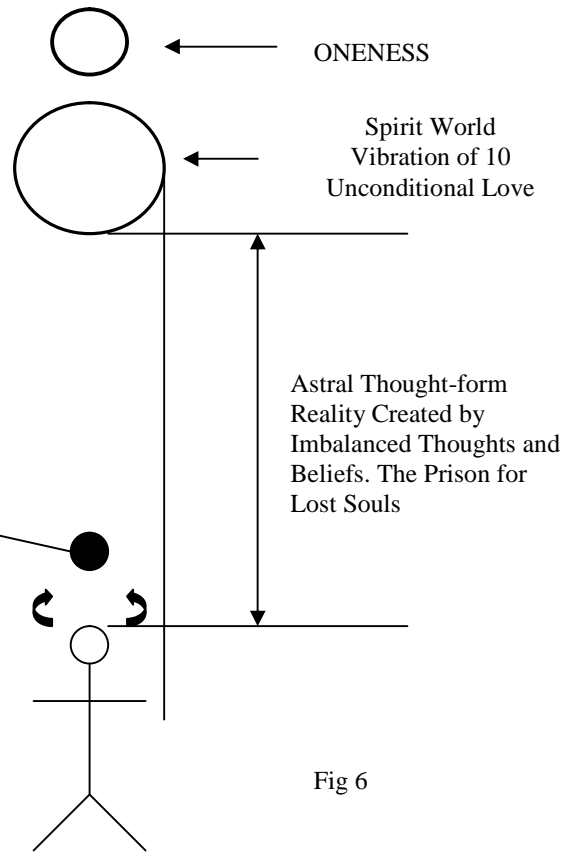 ONENESS
Spirit World
Vibration of 10
Unconditional Love
Astral Thought-form
Reality Created by
Imbalanced Thoughts and
Beliefs. The Prison for
Lost Souls
Fig 6